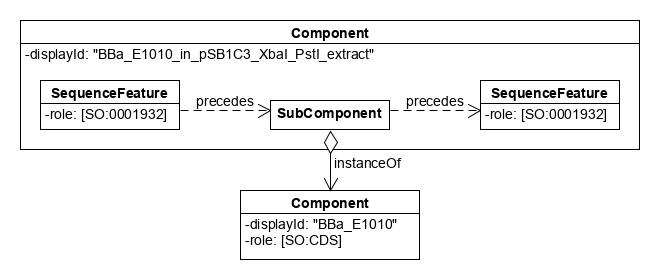 Component
-displayId: "BBa_E1010_in_pSB1C3_XbaI_PstI_extract"
SequenceFeature
-role: [SO:0001932]
precedes
SubComponent
precedes
SequenceFeature
-role: [SO:0001932]
instanceOf
Component
-displayId: "BBa_E1010"
-role: [SO:CDS]